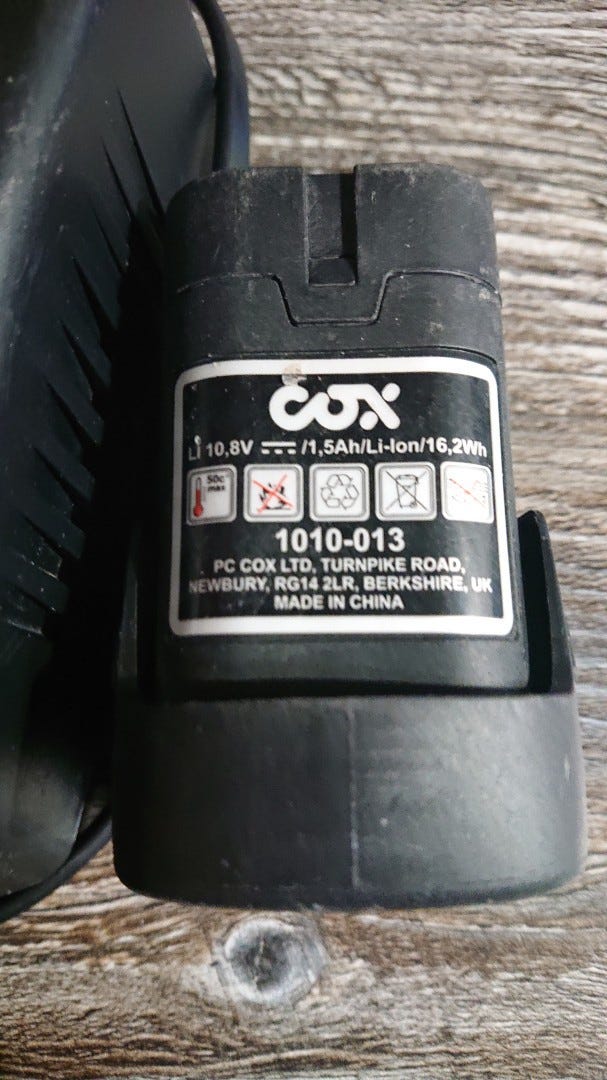 COX
Li 10,8V /1,5Ah/Li-Ion/16,2Wh
50c
max
1010-013
PC COX LTD, TURNPIKE ROAD,
NEWBURY, RG14 2LR, BERKSHIRE, UK
MADE IN CHINA